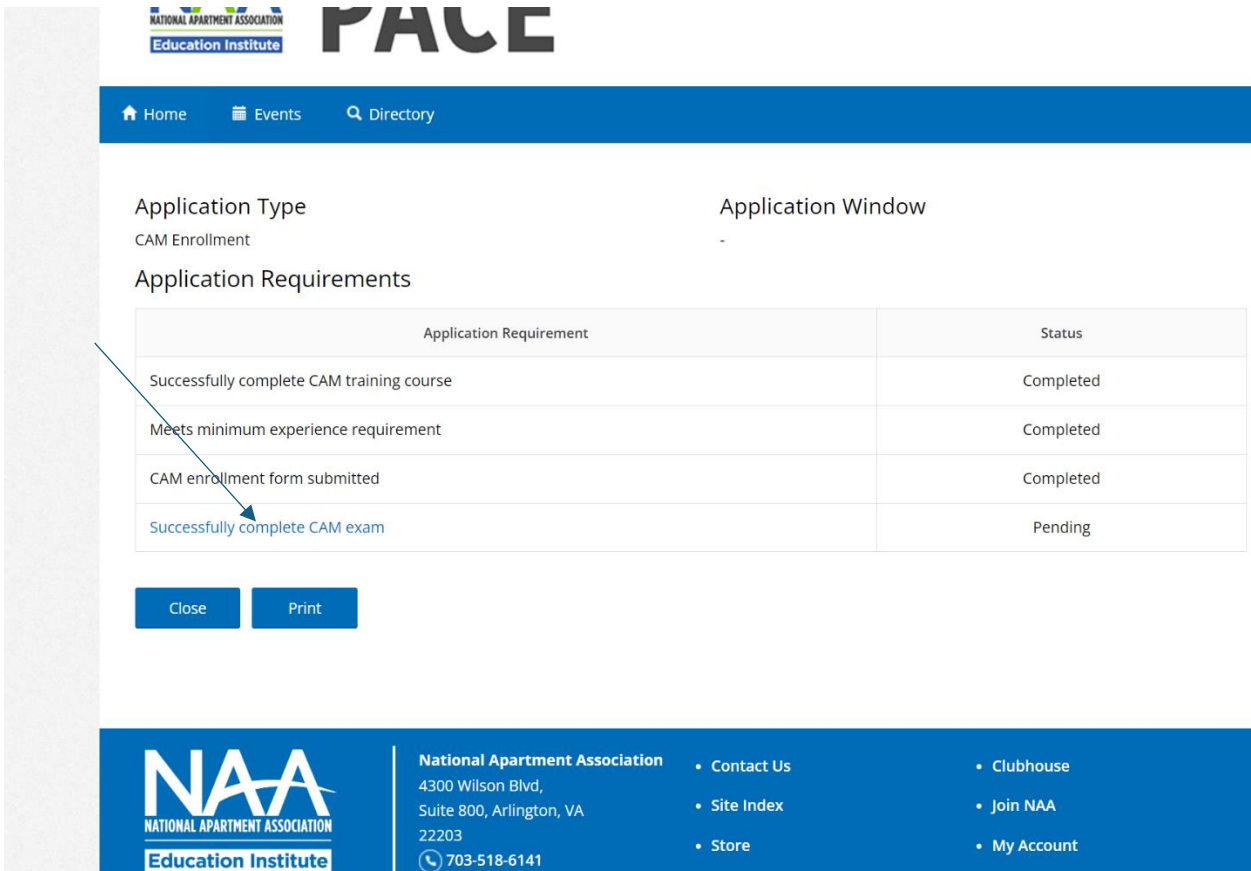 NATIONAL APARTMENT ASSOCIATION
Education Institute
PACE
Home Events Directory
Application Type Application Window
CAM Enrollment -
Application Requirements
Application Requirement Status
Successfully complete CAM training course Completed
Meets minimum experience requirement Completed
CAM enrollment form submitted Completed
Successfully complete CAM exam Pending
Close Print
NAA
NATIONAL APARTMENT ASSOCIATION
Education Institute
National Apartment Association
4300 Wilson Blvd,
Suite 800, Arlington, VA
22203
703-518-6141
• Contact Us
• Site Index
• Store
• Clubhouse
• Join NAA
• My Account